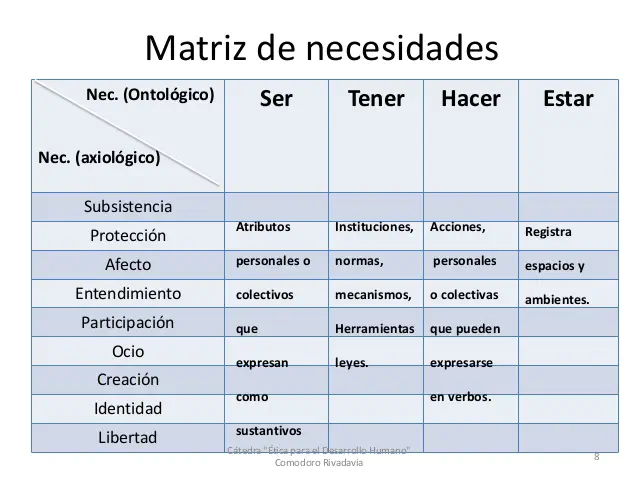 Matriz de necesidades
Nec. (Ontológico)
Nec. (axiológico)
Ser
Tener
Hacer
Estar
Subsistencia
Protección
Afecto
Entendimiento
Participación
Ocio
Creación
Identidad
Libertad
Atributos
personales o
colectivos
que
expresan
como
sustantivos
Instituciones,
normas,
mecanismos,
Herramientas
leyes.
Acciones,
personales
o colectivas
que pueden
expresarse
en verbos.
Registra
espacios y
ambientes.
Cátedra "Ética para el Desarrollo Humano"
Comodoro Rivadavia
8